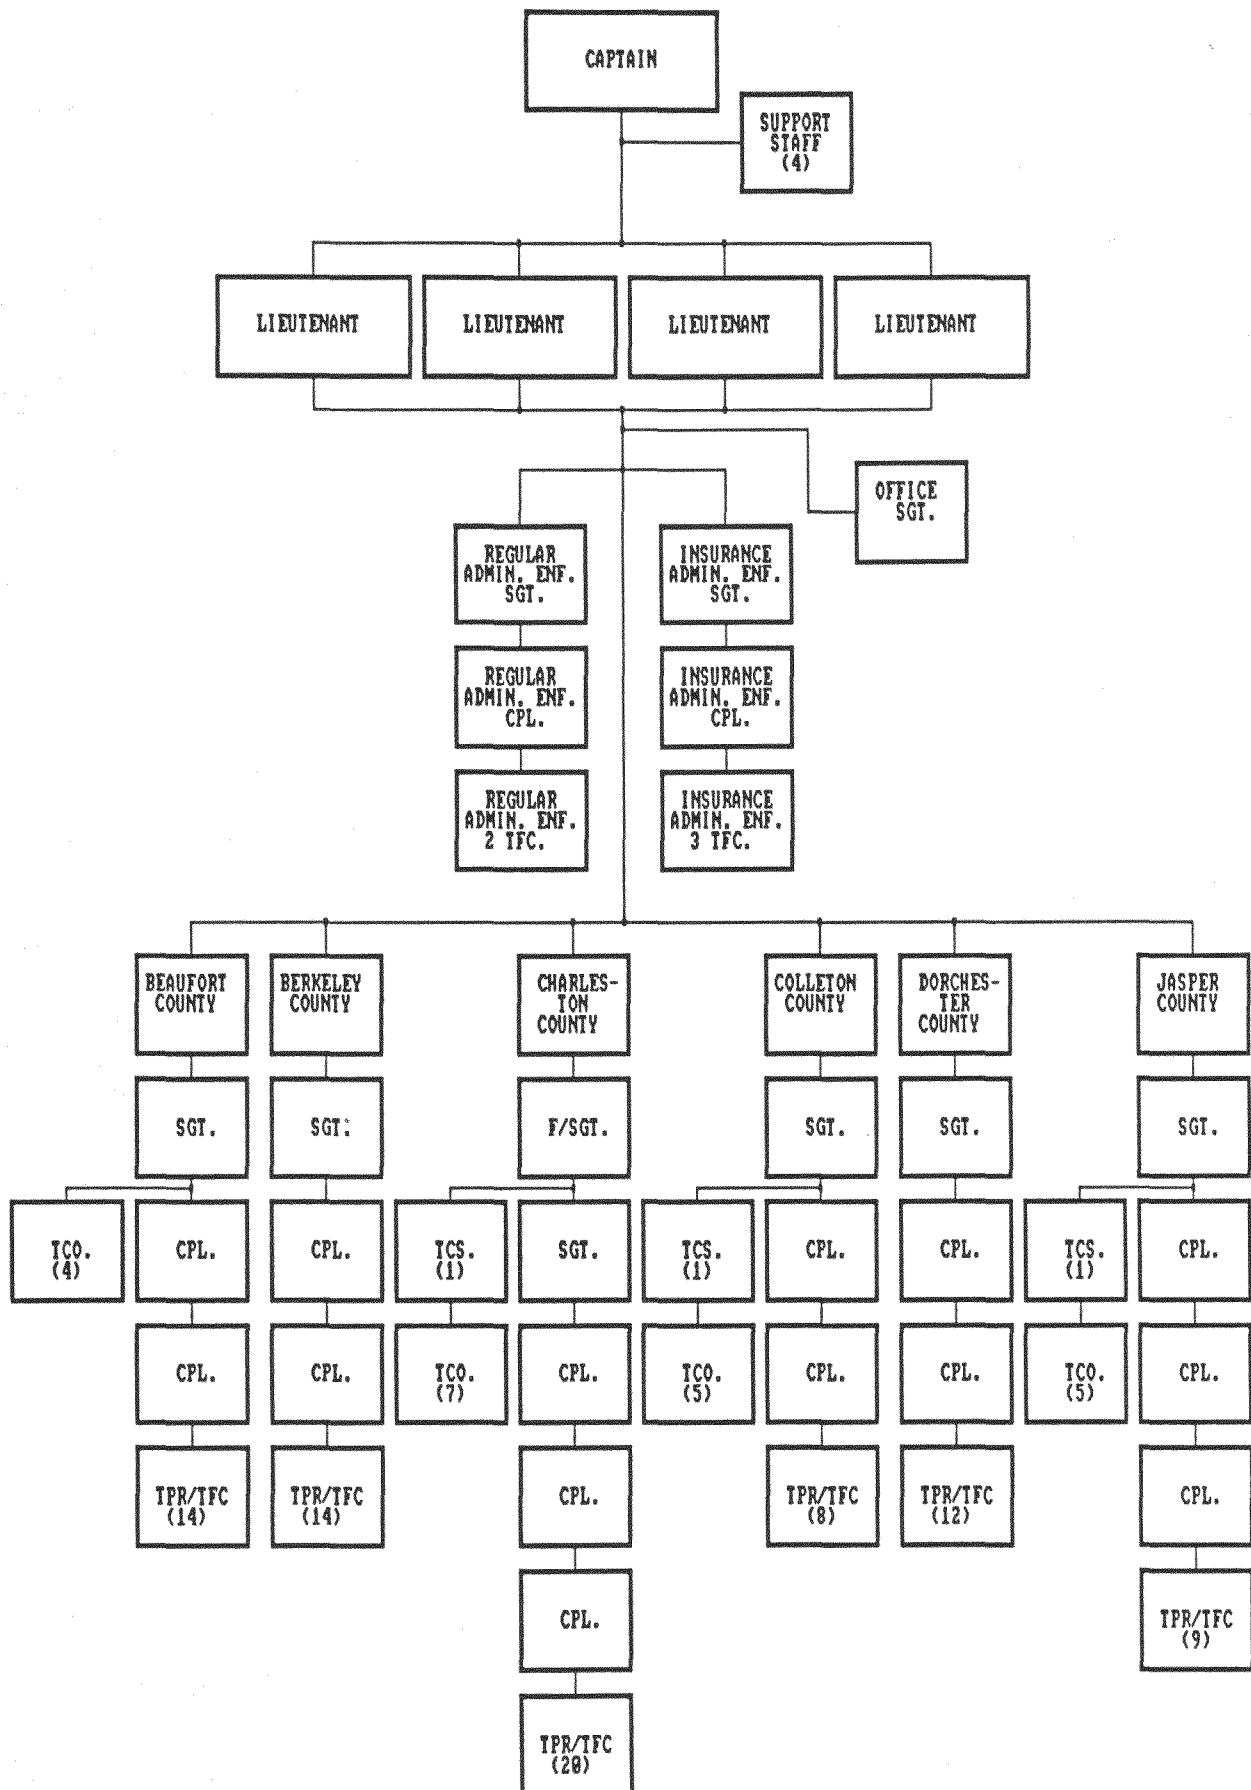 CAPTAIN
SUPPORT
STAFF
(4)
LIEUTENANT
LIEUTENANT
LIEUTENANT
LIEUTENANT
OFFICE
SGT.
REGULAR
ADMIN. ENF.
SGT.
INSURANCE
ADMIN. ENF.
SGT.
REGULAR
ADMIN. ENF.
CPL.
INSURANCE
ADMIN. ENF.
CPL.
REGULAR
ADMIN. ENF.
2 TFC.
INSURANCE
ADMIN. ENF.
3 TFC.
BEAUFORT
COUNTY
BERKELEY
COUNTY
CHARLES-
TON
COUNTY
COLLETON
COUNTY
DORCHES-
TER
COUNTY
JASPER
COUNTY
SGT.
SGT.
F/SGT.
SGT.
SGT.
SGT.
TCO.
(4)
CPL.
CPL.
TCS.
(1)
SGT.
TCS.
(1)
CPL.
CPL.
TCS.
(1)
CPL.
CPL.
CPL.
TCO.
(7)
CPL.
TCO.
(5)
CPL.
CPL.
TCO.
(5)
CPL.
TPR/TFC
(14)
TPR/TFC
(14)
CPL.
TPR/TFC
(8)
TPR/TFC
(12)
CPL.
CPL.
TPR/TFC
(9)
TPR/TFC
(20)